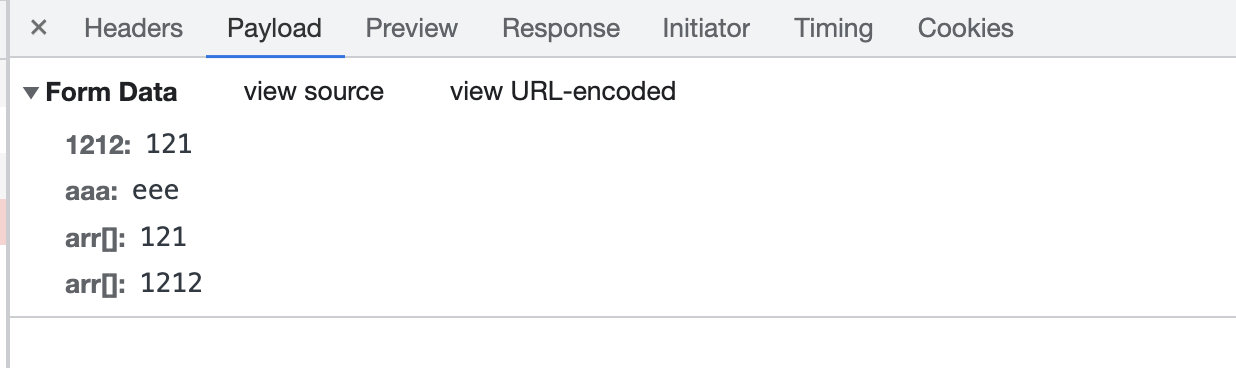 × Headers Payload Preview Response Initiator Timing Cookies
▼ Form Data view source view URL-encoded
1212: 121
aaa: eee
arr[]: 121
arr[]: 1212